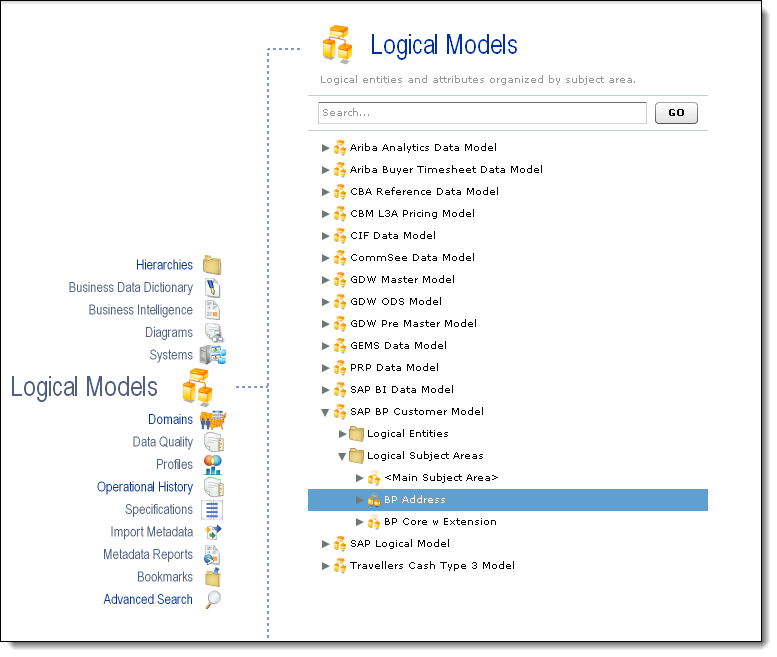 Logical Models
Logical entities and attributes organized by subject area.
Search...
GO
Ariba Analytics Data Model
Ariba Buyer Timesheet Data Model
CBA Reference Data Model
CBM L3A Pricing Model
CIF Data Model
CommSee Data Model
GDW Master Model
GDW ODS Model
GDW Pre Master Model
GEMS Data Model
PRP Data Model
SAP BI Data Model
SAP BP Customer Model
Logical Entities
Logical Subject Areas
<Main Subject Area>
BP Address
BP Core w Extension
SAP Logical Model
Travellers Cash Type 3 Model
Hierarchies
Business Data Dictionary
Business Intelligence
Diagrams
Systems
Logical Models
Domains
Data Quality
Profiles
Operational History
Specifications
Import Metadata
Metadata Reports
Bookmarks
Advanced Search